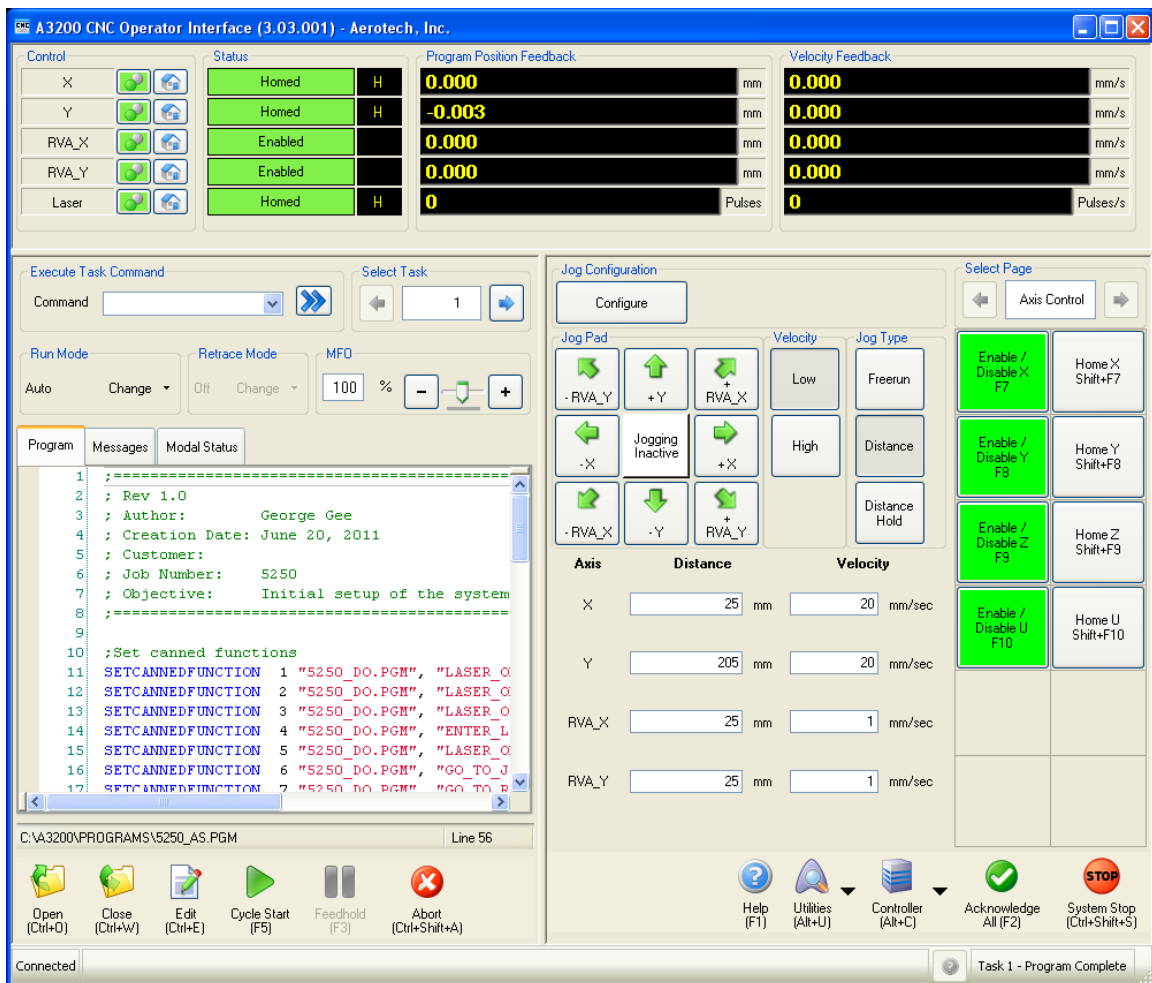 A3200 CNC Operator Interface (3.03.001) - Aerotech, Inc.
Control Status Program Position Feedback Velocity Feedback
X Homed H 0.000 mm 0.000 mm/s
Y Homed H -0.003 mm 0.000 mm/s
RVA_X Enabled 0.000 mm 0.000 mm/s
RVA_Y Enabled 0.000 mm 0.000 mm/s
Laser Homed H 0 Pulses 0 Pulses/s
Execute Task Command
Command
Select Task
1
Run Mode
Auto Change
Retrace Mode
Off Change
MFO
100 % - +
Program Messages Modal Status
1 ;==================================================
2 ; Rev 1.0
3 ; Author: George Gee
4 ; Creation Date: June 20, 2011
5 ; Customer:
6 ; Job Number: 5250
7 ; Objective: Initial setup of the system
8 ;==================================================
9
10 ;Set canned functions
11 SETCANNEDFUNCTION 1 "5250_DO.PGM", "LASER_O
12 SETCANNEDFUNCTION 2 "5250_DO.PGM", "LASER_O
13 SETCANNEDFUNCTION 3 "5250_DO.PGM", "LASER_O
14 SETCANNEDFUNCTION 4 "5250_DO.PGM", "ENTER_L
15 SETCANNEDFUNCTION 5 "5250_DO.PGM", "LASER_O
16 SETCANNEDFUNCTION 6 "5250_DO.PGM", "GO_TO_J
17 SETCANNEDFUNCTION 7 "5250_DO.PGM", "GO_TO_R
C:\A3200\PROGRAMS\5250_AS.PGM Line 56
Open (Ctrl+O)
Close (Ctrl+W)
Edit (Ctrl+E)
Cycle Start (F5)
Feedhold (F3)
Abort (Ctrl+Shift+A)
Jog Configuration
Configure
Jog Pad
-RVA_Y +Y + RVA_X
-X Jogging Inactive +X
-RVA_X -Y + RVA_Y
Velocity
Low
High
Jog Type
Freerun
Distance
Distance Hold
Axis Distance Velocity
X 25 mm 20 mm/sec
Y 205 mm 20 mm/sec
RVA_X 25 mm 1 mm/sec
RVA_Y 25 mm 1 mm/sec
Select Page
Axis Control
Enable / Disable X F7
Home X Shift+F7
Enable / Disable Y F8
Home Y Shift+F8
Enable / Disable Z F9
Home Z Shift+F9
Enable / Disable U F10
Home U Shift+F10
Help (F1)
Utilities (Alt+U)
Controller (Alt+C)
Acknowledge All (F2)
STOP
System Stop (Ctrl+Shift+S)
Connected
Task 1 - Program Complete